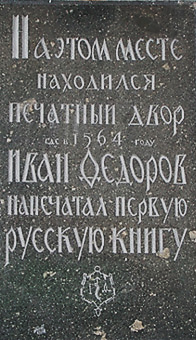 На этом месте
находился
печатный двор
где в 1564 году
Иван Федоров
напечатал первую
русскую книгу